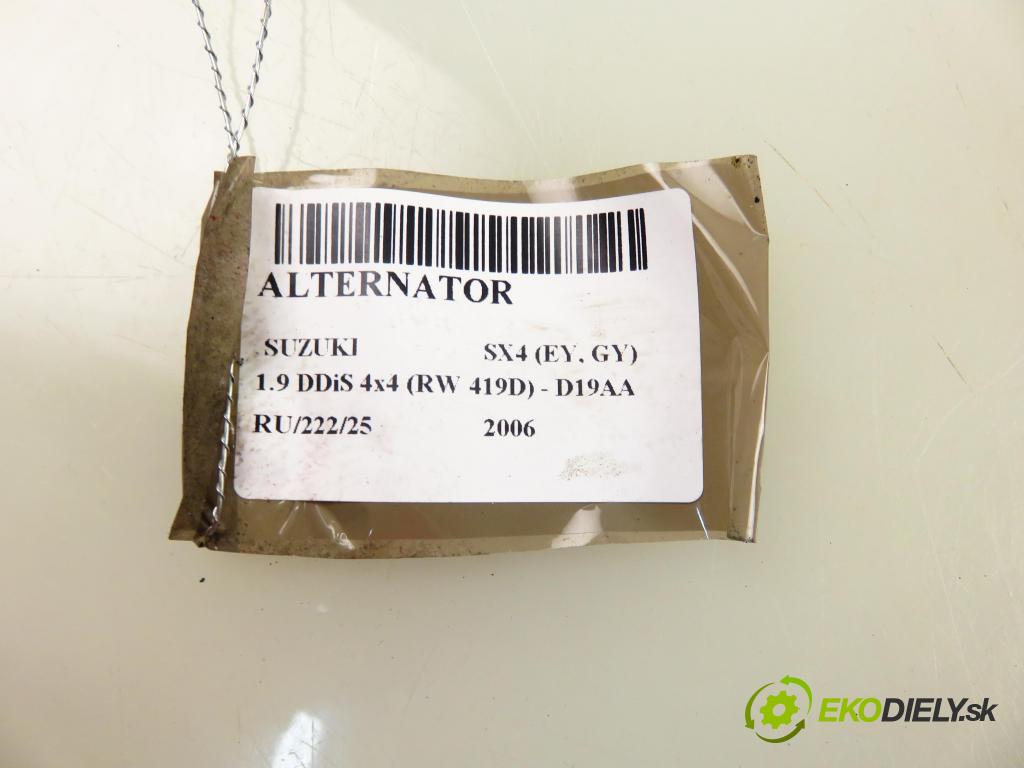 ALTERNATOR
SUZUKI SX4 (EY, GY)
1.9 DDiS 4x4 (RW 419D) - D19AA
RU/222/25 2006
EKODIELY.sk